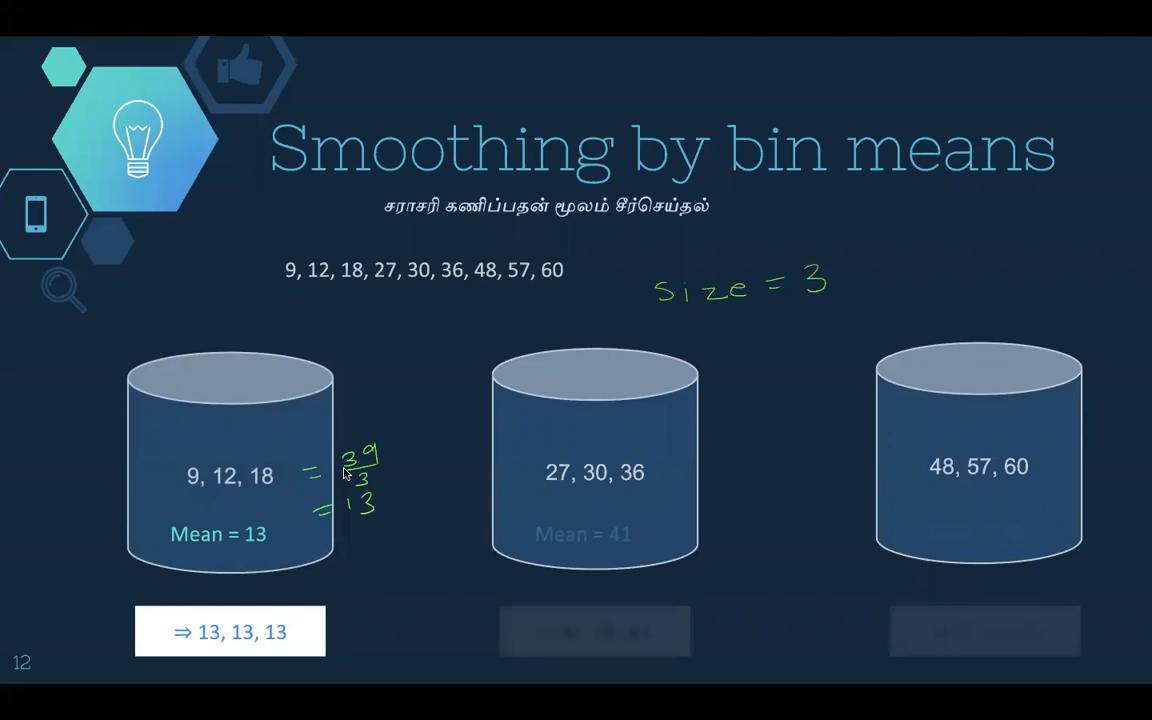 Smoothing by bin means
சராசரி கணிப்பதன் மூலம் சீர்செய்தல்
9, 12, 18, 27, 30, 36, 48, 57, 60
size = 3
9, 12, 18
= 39/3
= 13
Mean = 13
27, 30, 36
Mean = 41
48, 57, 60
⇒ 13, 13, 13
12